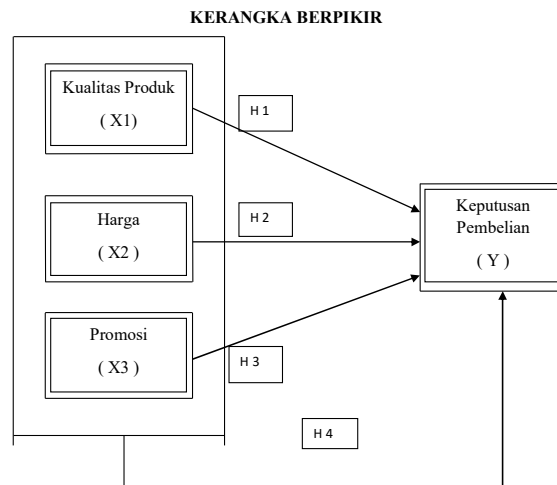 KERANGKA BERPIKIR
Kualitas Produk
( X1)
H 1
Harga
( X2 )
H 2
Keputusan
Pembelian
( Y )
Promosi
( X3 )
H 3
H 4